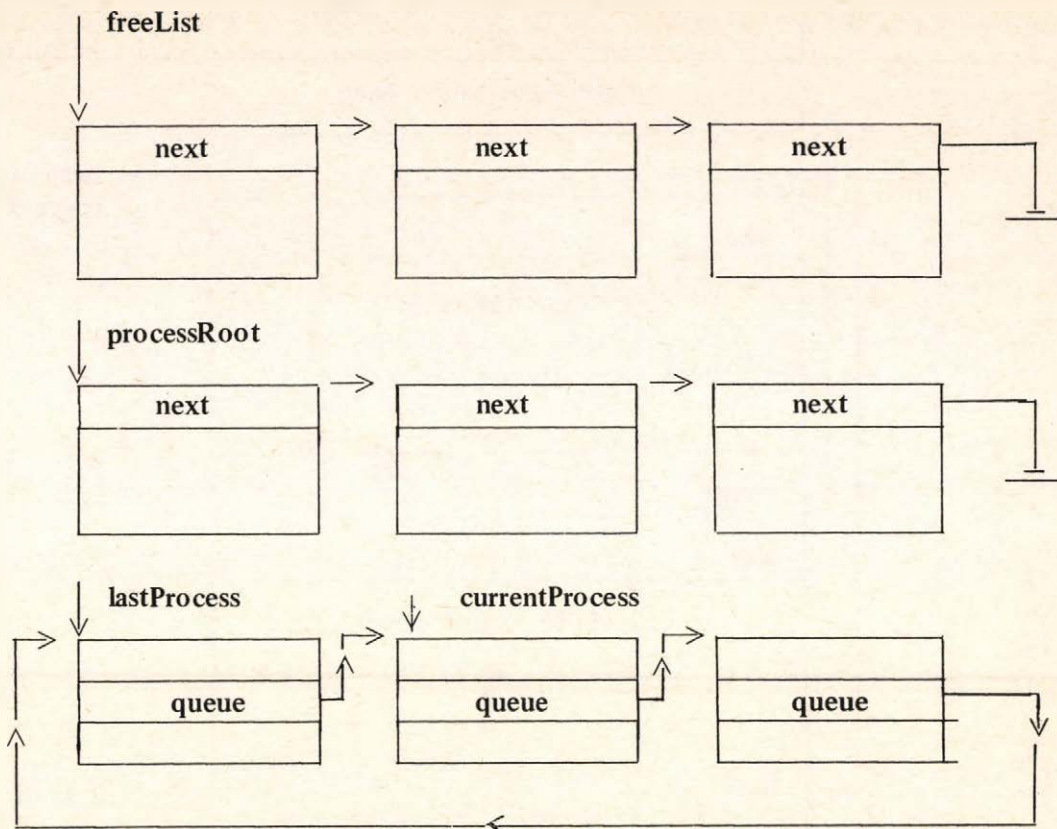 freeList
next next next
processRoot
next next next
lastProcess currentProcess
queue queue queue